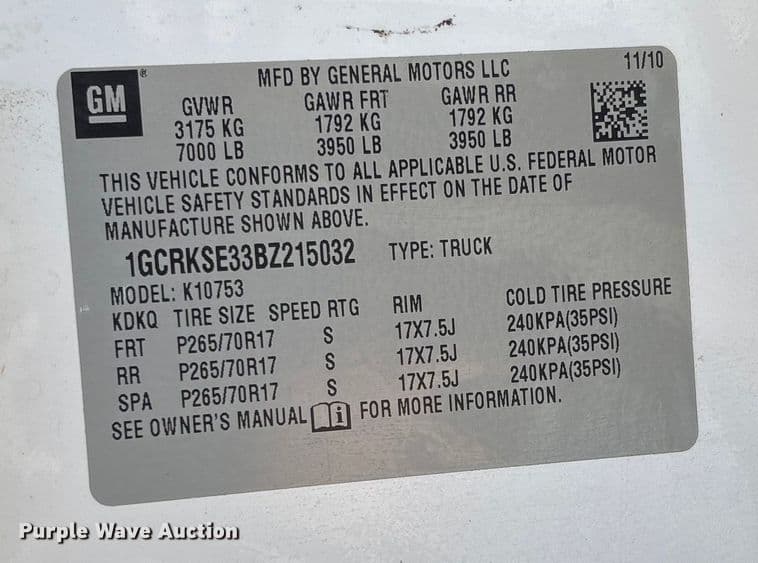 GM ®
MFD BY GENERAL MOTORS LLC 11/10
GVWR GAWR FRT GAWR RR
3175 KG 1792 KG 1792 KG
7000 LB 3950 LB 3950 LB
THIS VEHICLE CONFORMS TO ALL APPLICABLE U.S. FEDERAL MOTOR
VEHICLE SAFETY STANDARDS IN EFFECT ON THE DATE OF
MANUFACTURE SHOWN ABOVE.
1GCRKSE33BZ215032 TYPE: TRUCK
MODEL: K10753
KDKQ TIRE SIZE SPEED RTG RIM COLD TIRE PRESSURE
FRT P265/70R17 S 17X7.5J 240KPA(35PSI)
RR P265/70R17 S 17X7.5J 240KPA(35PSI)
SPA P265/70R17 S 17X7.5J 240KPA(35PSI)
SEE OWNER'S MANUAL i FOR MORE INFORMATION.
Purple Wave Auction